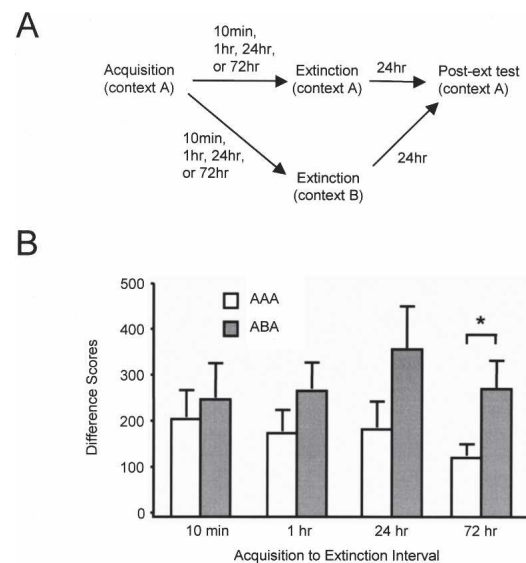 A
10min,
1hr, 24hr,
or 72hr
Acquisition
(context A)
Extinction
(context A)
24hr
Post-ext test
(context A)
10min,
1hr, 24hr,
or 72hr
Extinction
(context B)
24hr
B
500
400
300
200
100
0
Difference Scores
AAA
ABA
*
10 min
1 hr
24 hr
72 hr
Acquisition to Extinction Interval